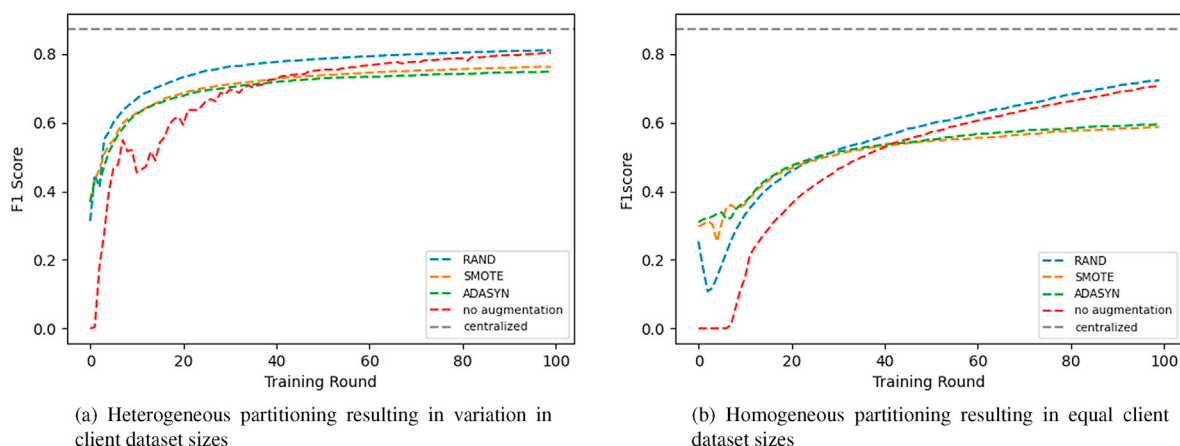 F1 Score
0.8
0.6
0.4
0.2
0.0
0 20 40 60 80 100
Training Round
RAND
SMOTE
ADASYN
no augmentation
centralized
(a) Heterogeneous partitioning resulting in variation in
client dataset sizes
F1score
0.8
0.6
0.4
0.2
0.0
0 20 40 60 80 100
Training Round
RAND
SMOTE
ADASYN
no augmentation
centralized
(b) Homogeneous partitioning resulting in equal client
dataset sizes